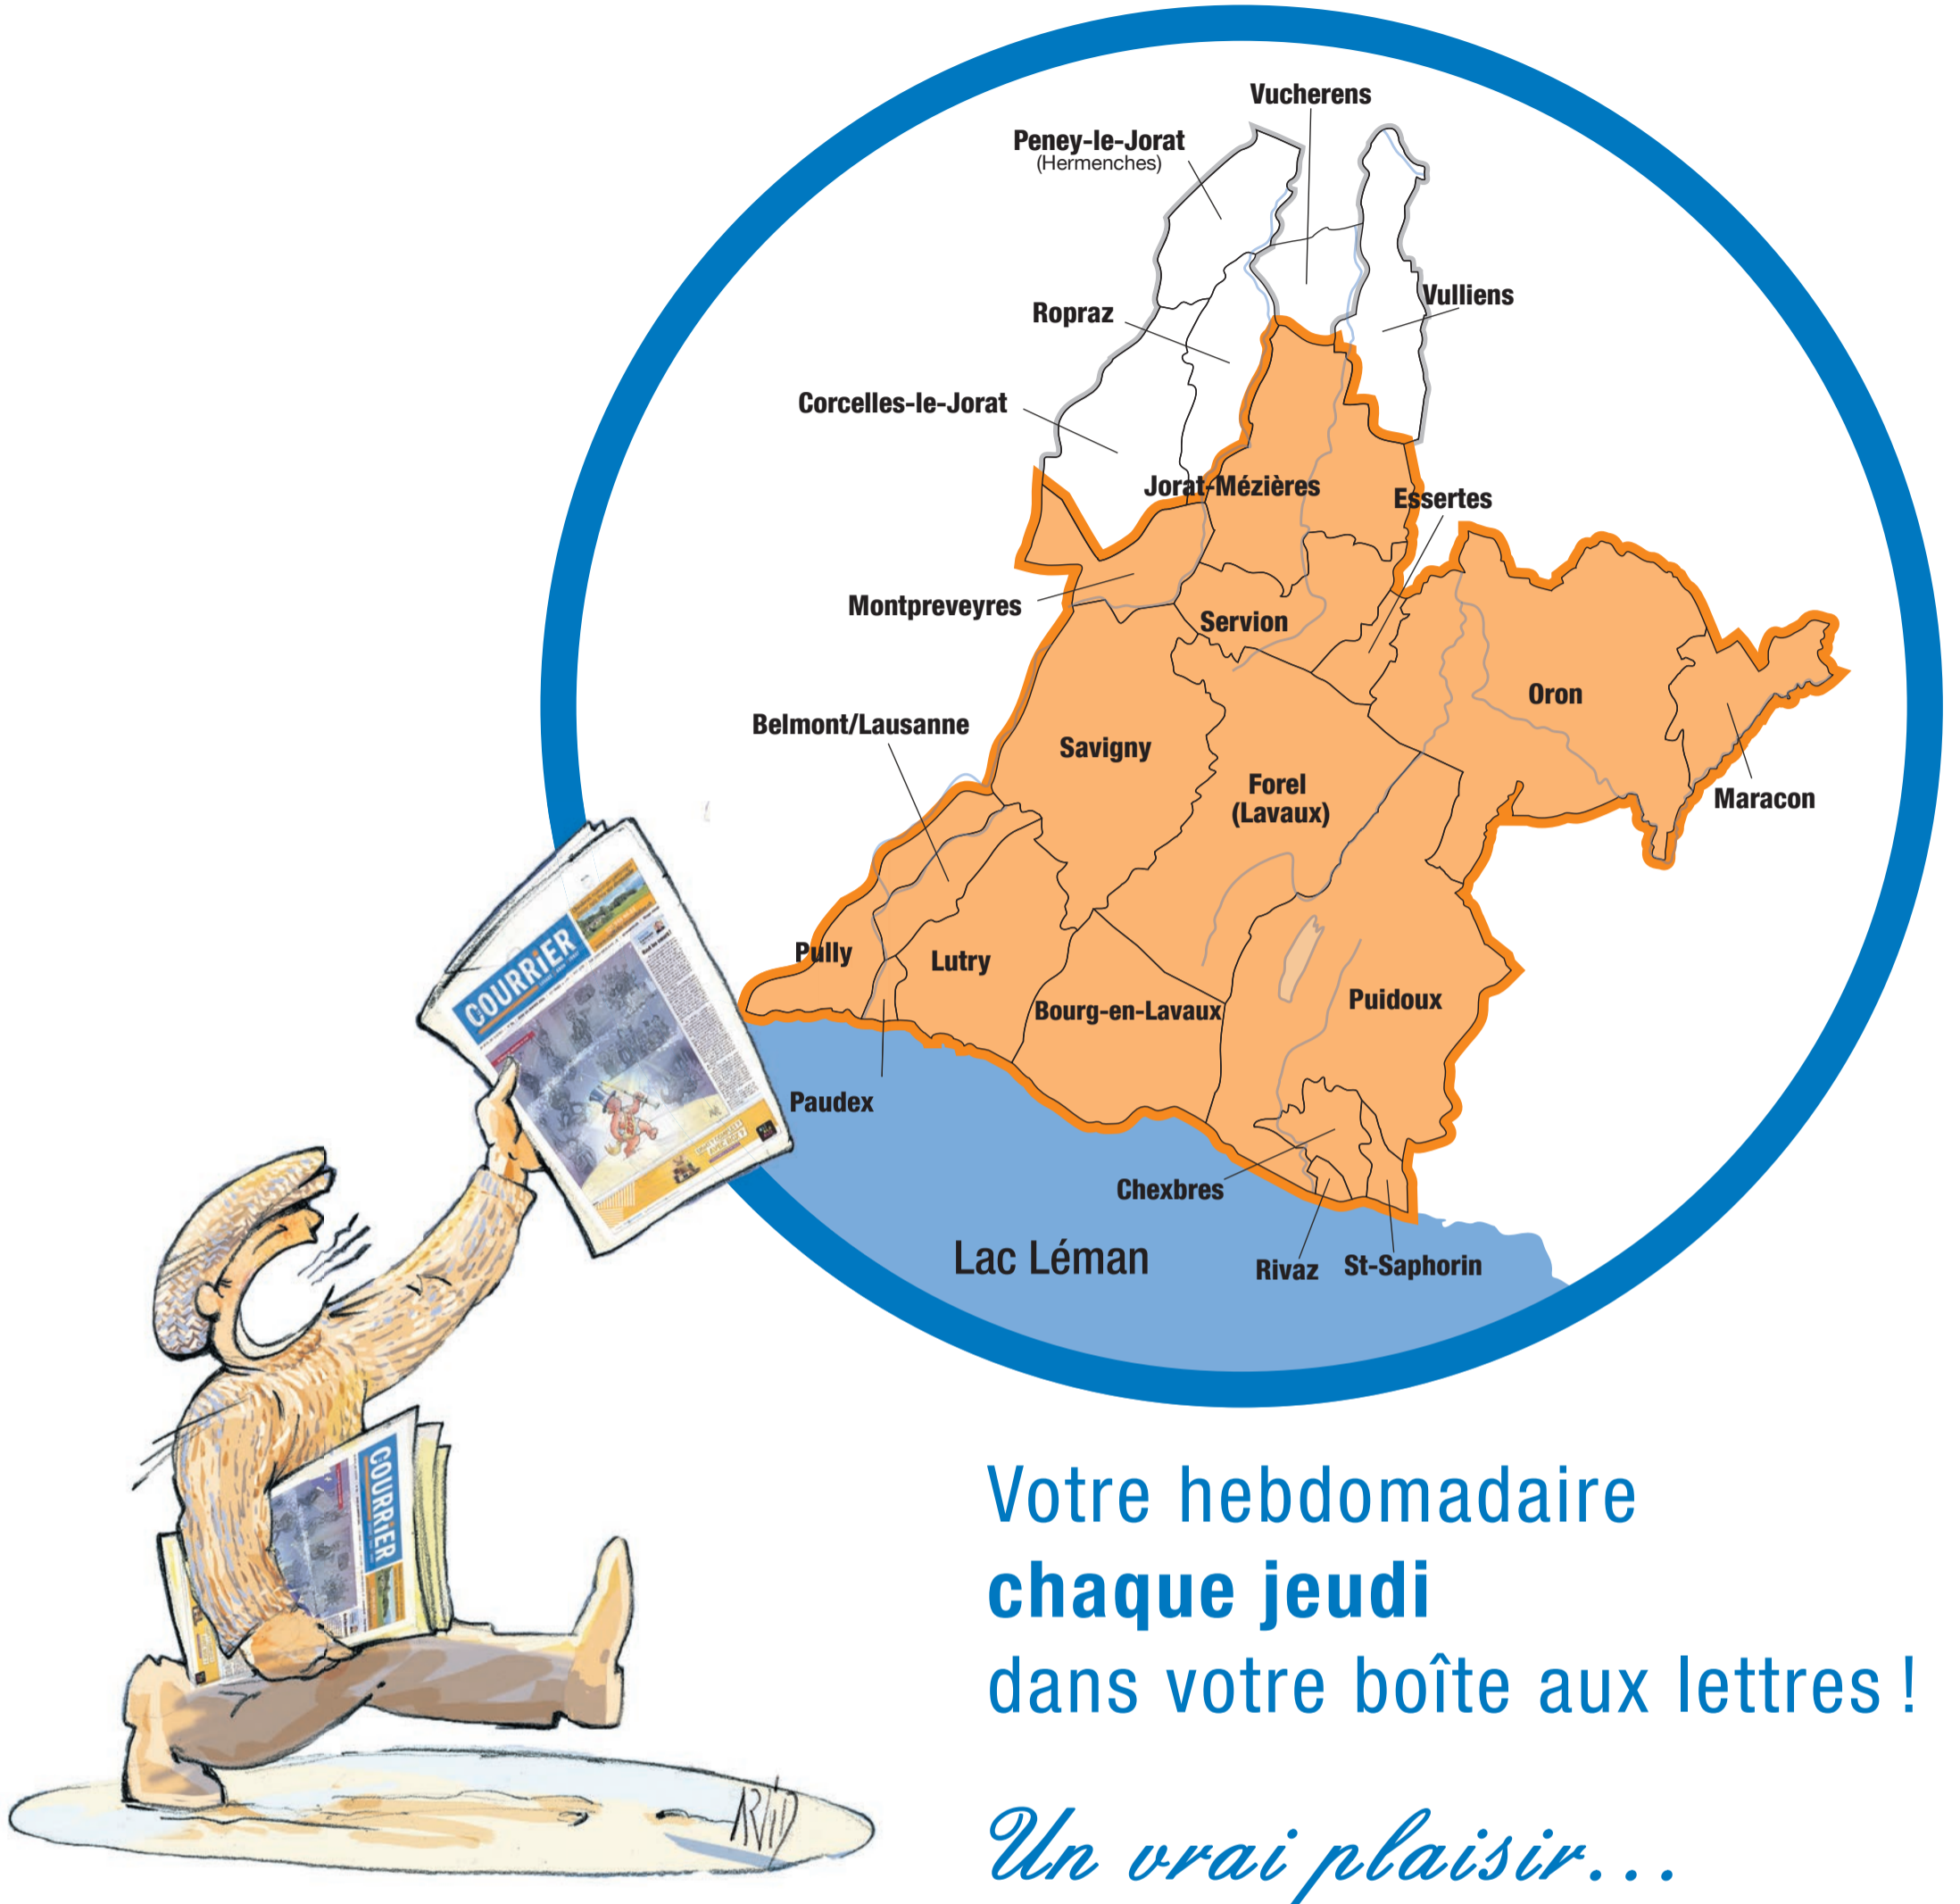 Vucherens
Peney-le-Jorat
(Hermenches)
Vulliens
Ropraz
Corcelles-le-Jorat
Jorat-Mézières
Essertes
Montpreveyres
Servion
Oron
Belmont/Lausanne
Savigny
Forel
(Lavaux)
Maracon
Pully
Lutry
Puidoux
Bourg-en-Lavaux
Paudex
Chexbres
Lac Léman
Rivaz
St-Saphorin
COURRiER
COURRiER
Votre hebdomadaire
chaque jeudi
dans votre boîte aux lettres !
Un vrai plaisir...